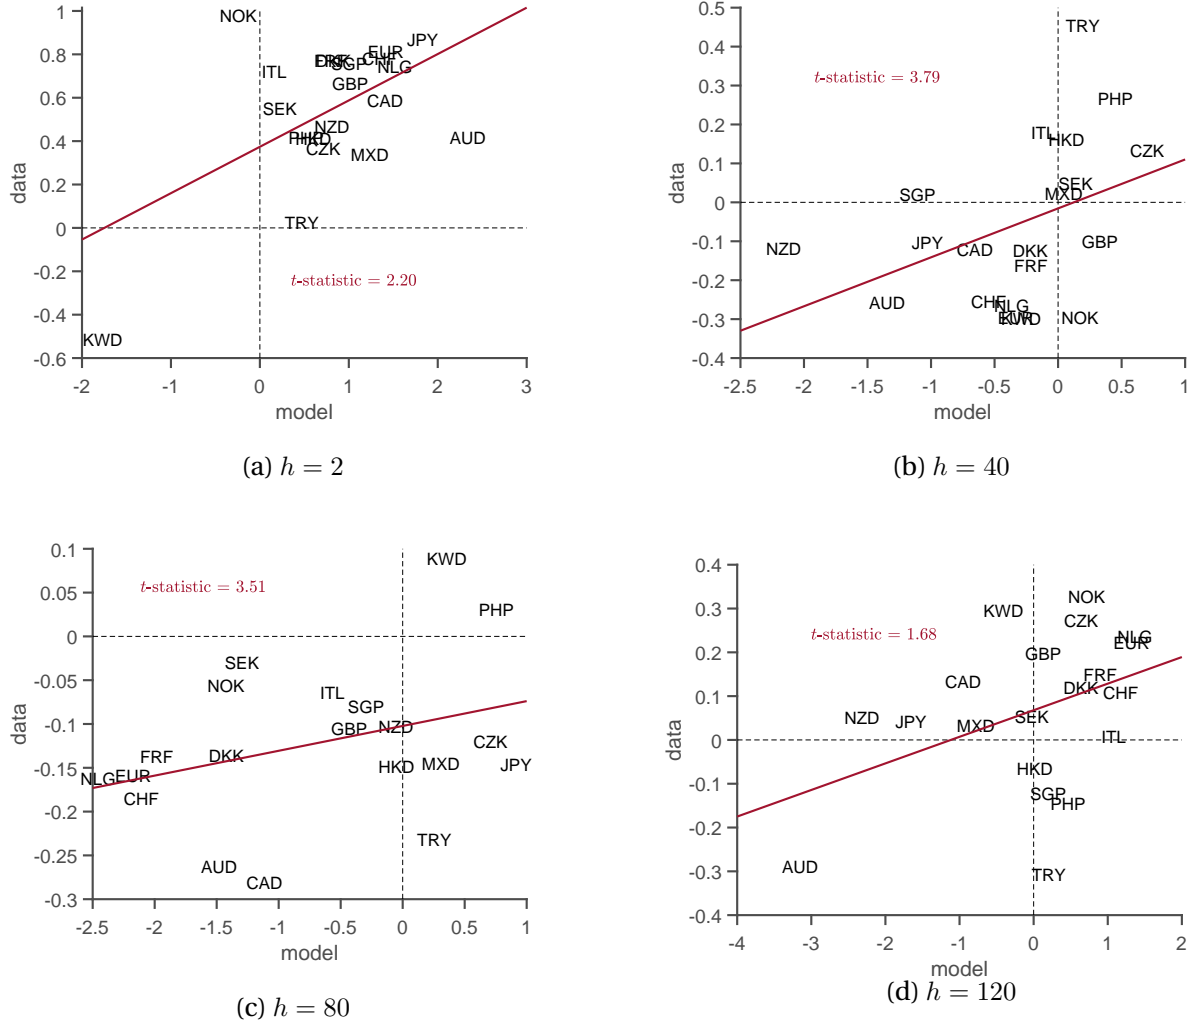 1
0.8
0.6
0.4
0.2
0
-0.2
-0.4
-0.6
data
NOK
JPY
EUR
FRF
DKK
SGP
CHF
NLG
ITL
GBP
CAD
SEK
NZD
PHP
HKD
AUD
CZK
MXD
TRY
t-statistic = 2.20
KWD
-2 -1 0 1 2 3
model
(a) h = 2
0.5
0.4
0.3
0.2
0.1
0
-0.1
-0.2
-0.3
-0.4
data
TRY
t-statistic = 3.79
PHP
ITL
HKD
CZK
SEK
SGP
MXD
NZD
JPY
CAD
DKK
GBP
FRF
AUD
CHF
NLG
EUR
KWD
NOK
-2.5 -2 -1.5 -1 -0.5 0 0.5 1
model
(b) h = 40
0.1
0.05
0
-0.05
-0.1
-0.15
-0.2
-0.25
-0.3
data
KWD
t-statistic = 3.51
PHP
SEK
NOK
ITL
SGP
GBP
NZD
CZK
FRF
DKK
HKD
MXD
JPY
NLG
EUR
CHF
TRY
AUD
CAD
-2.5 -2 -1.5 -1 -0.5 0 0.5 1
model
(c) h = 80
0.4
0.3
0.2
0.1
0
-0.1
-0.2
-0.3
-0.4
data
NOK
KWD
CZK
t-statistic = 1.68
NLG
EUR
GBP
FRF
CAD
DKK
CHF
NZD
JPY
MXD
SEK
ITL
HKD
SGP
PHP
AUD
TRY
-4 -3 -2 -1 0 1 2
model
(d) h = 120